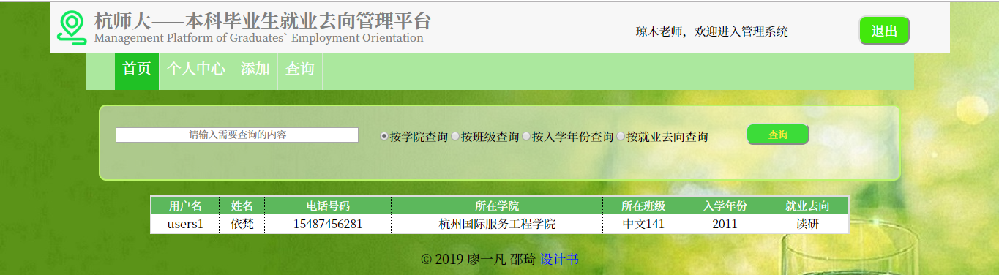 杭师大——本科毕业生就业去向管理平台
Management Platform of Graduates` Employment Orientation
琼木老师，欢迎进入管理系统
退出
首页 个人中心 添加 查询
请输入需要查询的内容 按学院查询 按班级查询 按入学年份查询 按就业去向查询 查询
用户名 姓名 电话号码 所在学院 所在班级 入学年份 就业去向
users1 依梵 15487456281 杭州国际服务工程学院 中文141 2011 读研
© 2019 廖一凡 邵琦 设计书